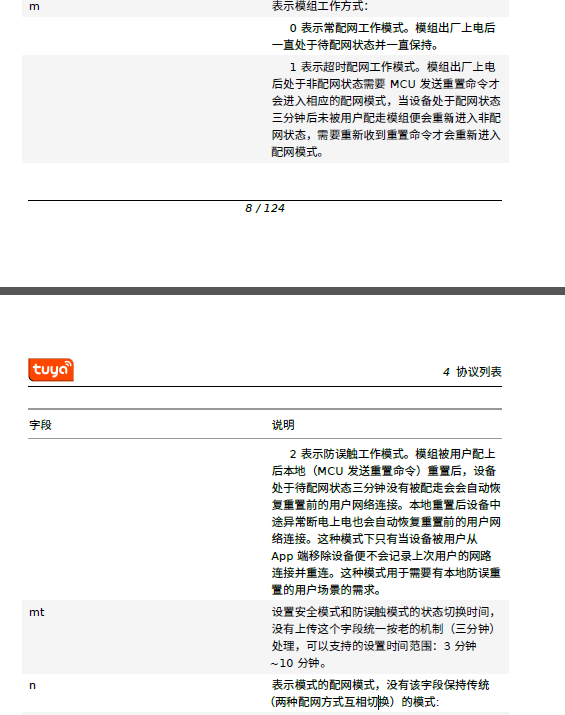 m 表示模组工作方式：
0 表示常配网工作模式。模组出厂上电后
一直处于待配网状态并一直保持。
1 表示超时配网工作模式。模组出厂上电
后处于非配网状态需要 MCU 发送重置命令才
会进入相应的配网模式，当设备处于配网状态
三分钟后未被用户配走模组便会重新进入非配
网状态，需要重新收到重置命令才会重新进入
配网模式。
8 / 124
tuya
4 协议列表
字段 说明
2 表示防误触工作模式。模组被用户配上
后本地（MCU 发送重置命令）重置后，设备
处于待配网状态三分钟没有被配走会会自动恢
复重置前的用户网络连接。本地重置后设备中
途异常断电上电也会自动恢复重置前的用户网
络连接。这种模式下只有当设备被用户从
App 端移除设备便不会记录上次用户的网路
连接并重连。这种模式用于需要有本地防误重
置的用户场景的需求。
mt 设置安全模式和防误触模式的状态切换时间，
没有上传这个字段统一按老的机制（三分钟）
处理，可以支持的设置时间范围：3 分钟
~10 分钟。
n 表示模式的配网模式，没有该字段保持传统
（两种配网方式互相切换）的模式：